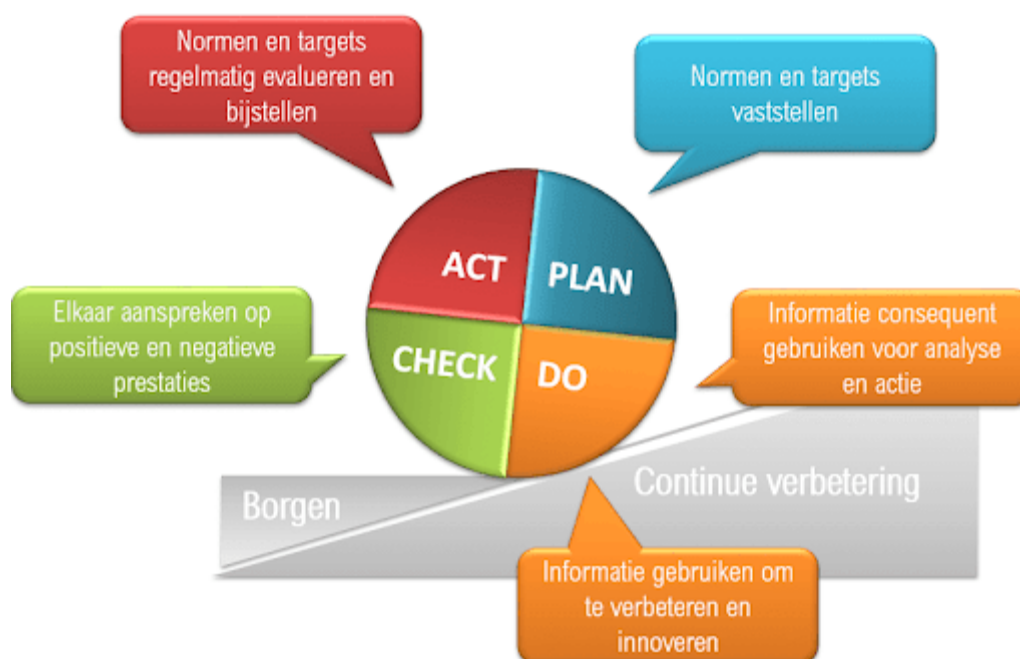 Normen en targets
regelmatig evalueren en
bijstellen
Normen en targets
vaststellen
ACT
PLAN
Elkaar aanspreken op
positieve en negatieve
prestaties
CHECK
DO
Informatie consequent
gebruiken voor analyse
en actie
Borgen
Continue verbetering
Informatie gebruiken om
te verbeteren en
innoveren